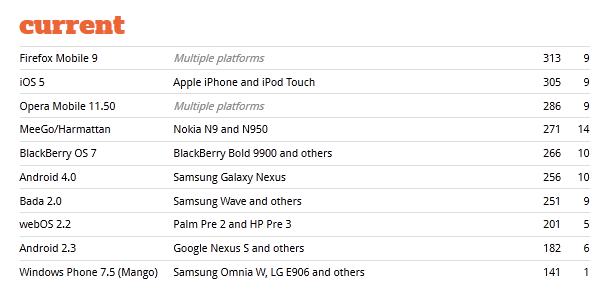 current
Firefox Mobile 9 Multiple platforms 313 9
iOS 5 Apple iPhone and iPod Touch 305 9
Opera Mobile 11.50 Multiple platforms 286 9
MeeGo/Harmattan Nokia N9 and N950 271 14
BlackBerry OS 7 BlackBerry Bold 9900 and others 266 10
Android 4.0 Samsung Galaxy Nexus 256 10
Bada 2.0 Samsung Wave and others 251 9
webOS 2.2 Palm Pre 2 and HP Pre 3 201 5
Android 2.3 Google Nexus S and others 182 6
Windows Phone 7.5 (Mango) Samsung Omnia W, LG E906 and others 141 1